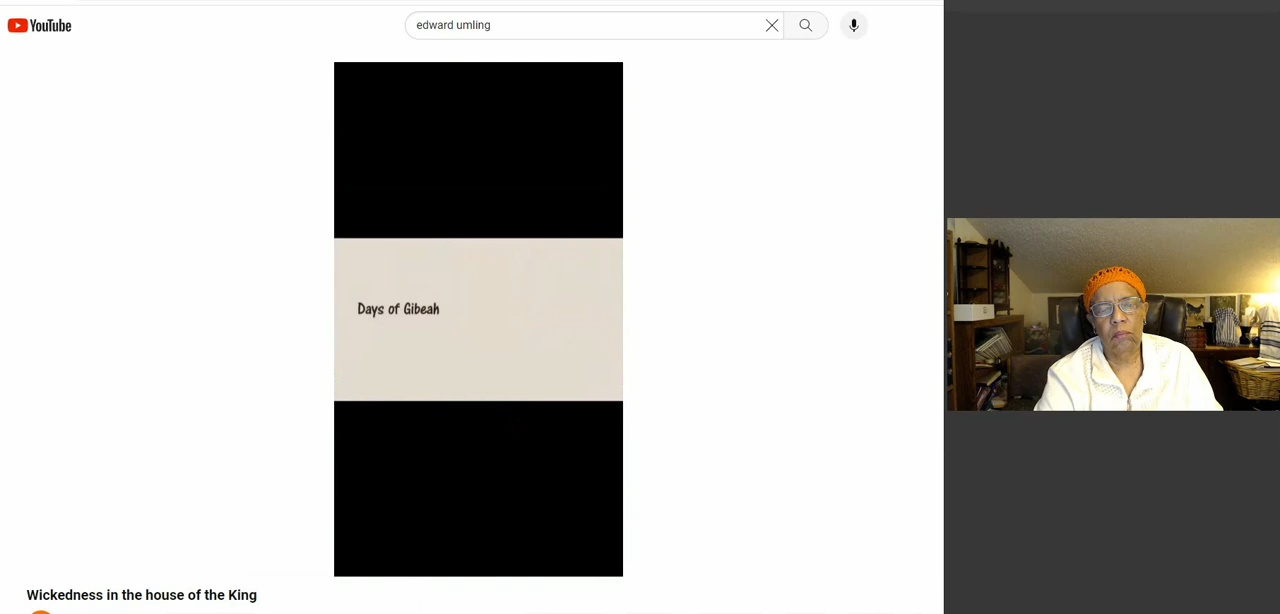 YouTube
edward umling
Days of Gibeah
Wickedness in the house of the King